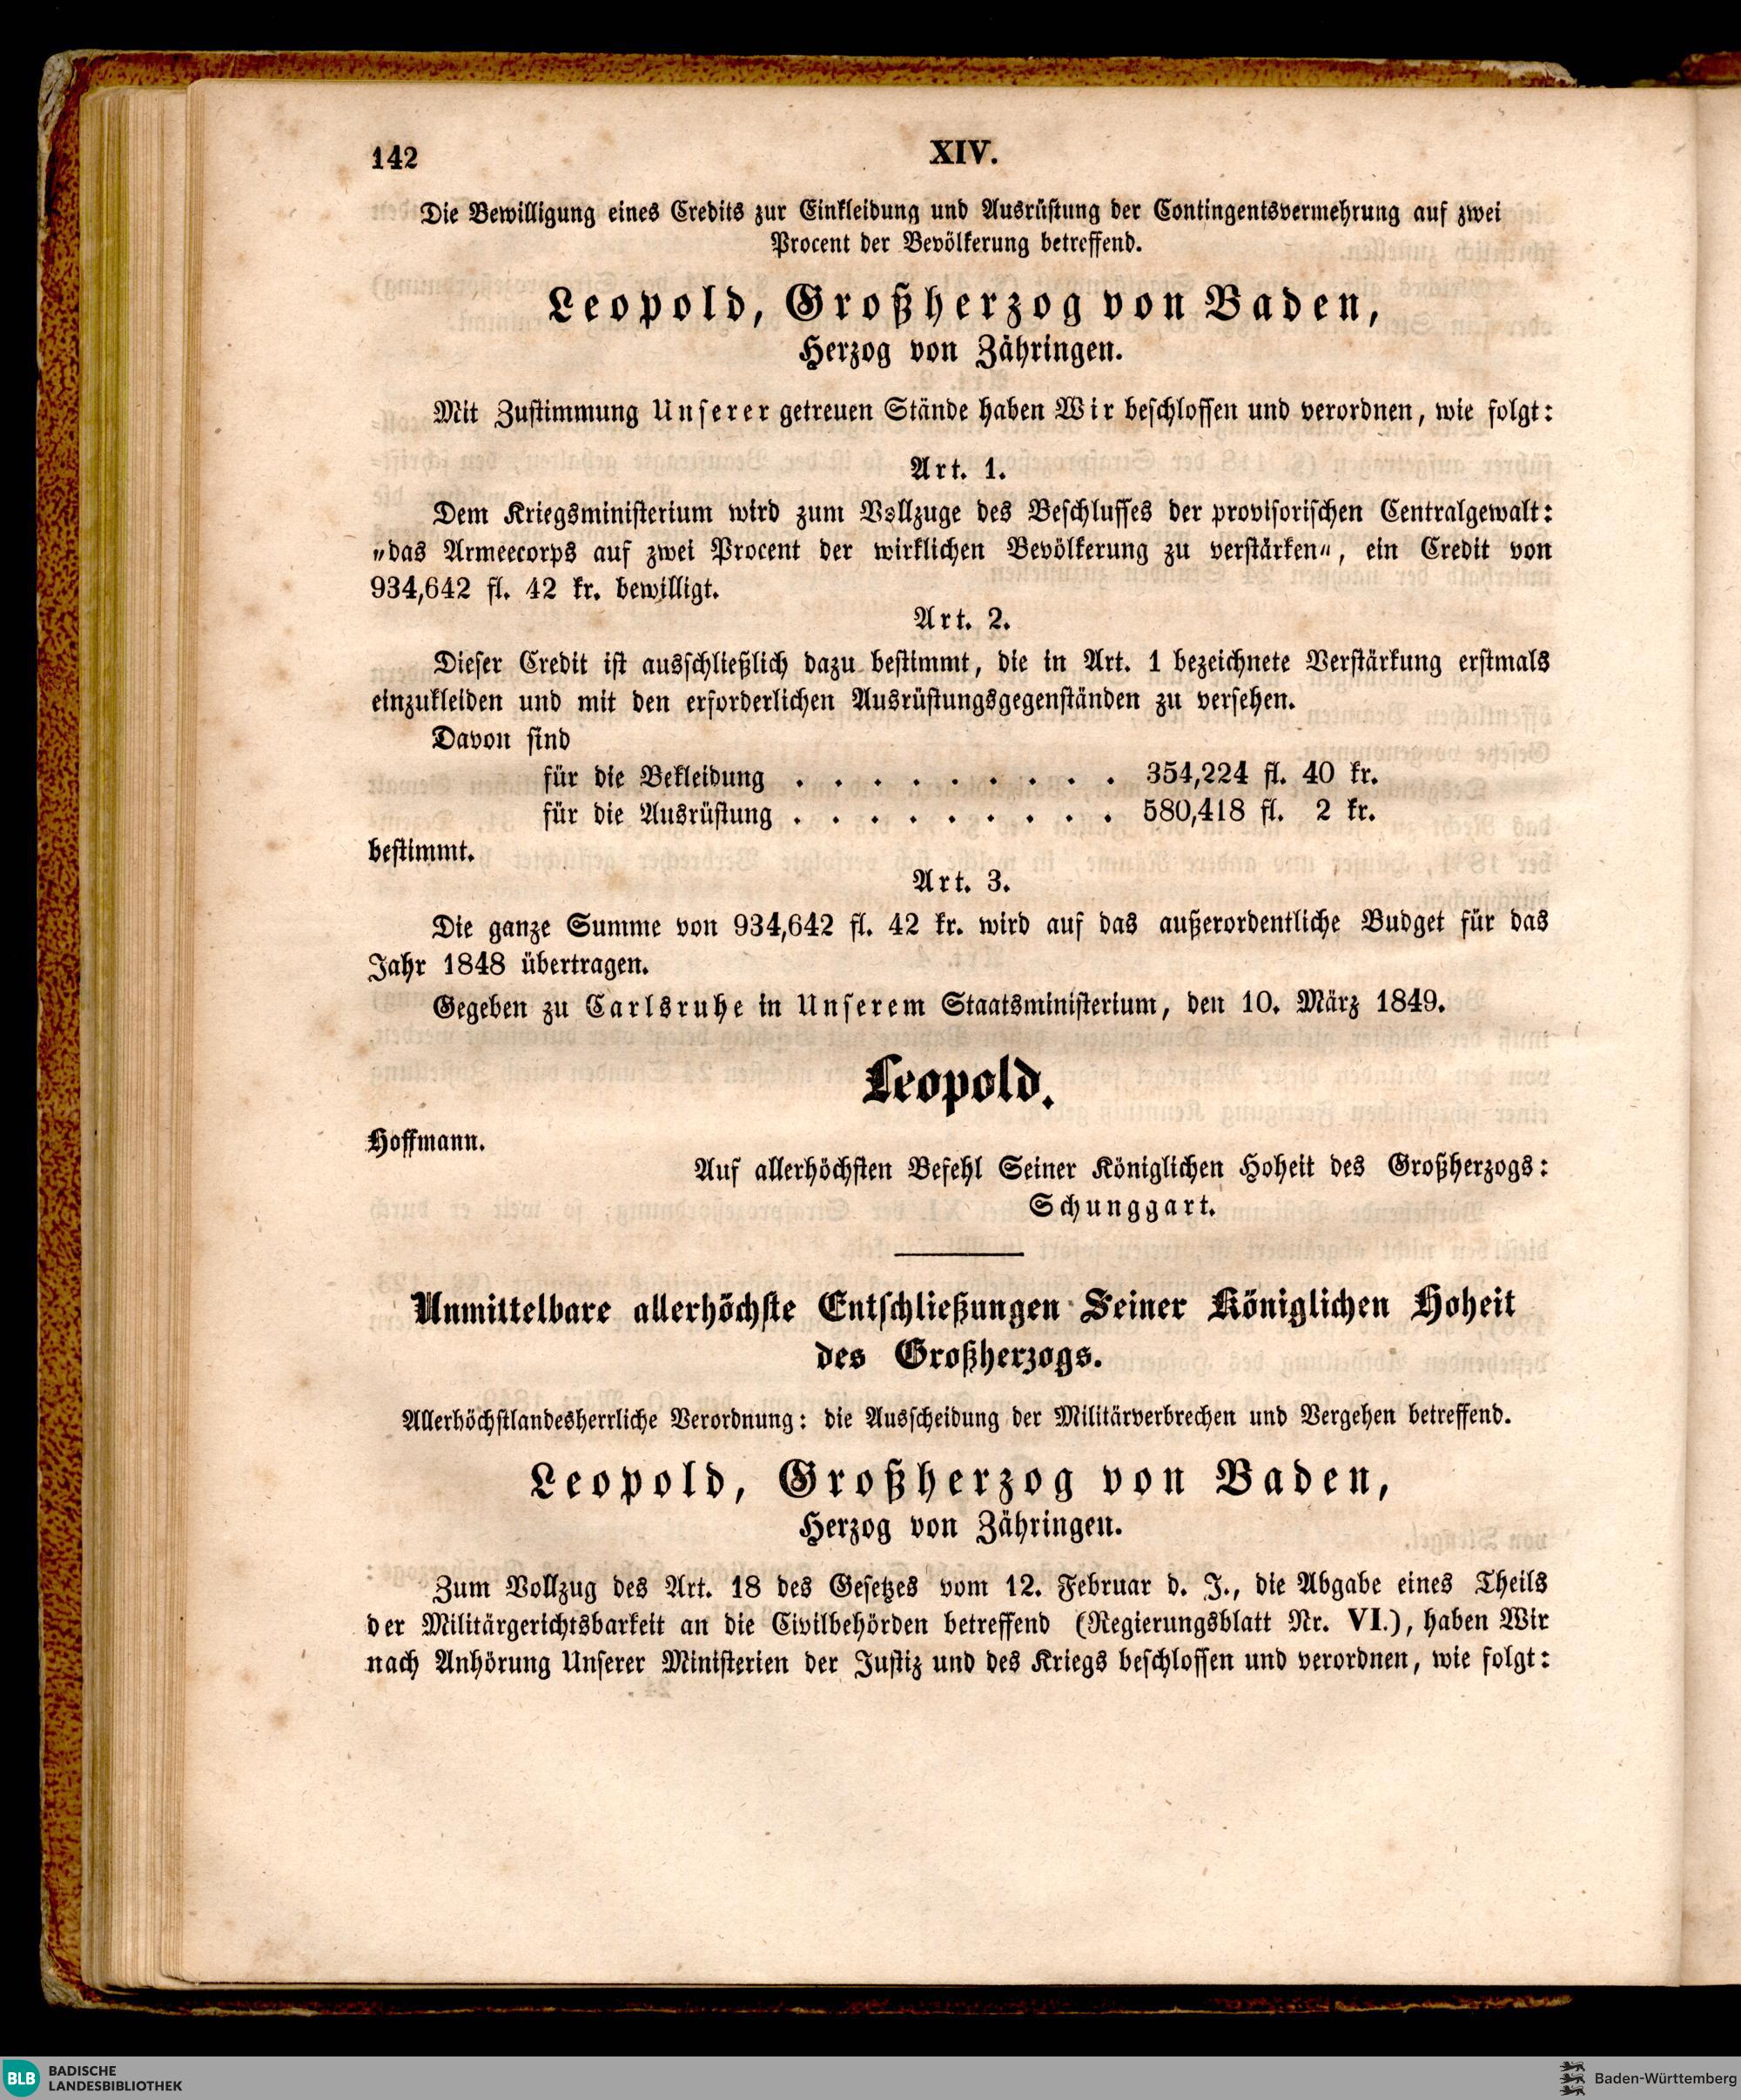 142
XIV.
Die Bewilligung eines Credits zur Einkleidung und Ausrüstung der Contingentsvermehrung auf zwei
Procent der Bevölkerung betreffend.
Leopold, Großherzog von Baden,
Herzog von Zähringen.
Mit Zustimmung Unserer getreuen Stände haben Wir beschlossen und verordnen, wie folgt:
Art. 1.
Dem Kriegsministerium wird zum Vollzuge des Beschlusses der provisorischen Centralgewalt:
„das Armeecorps auf zwei Procent der wirklichen Bevölkerung zu verstärken", ein Credit von
934,642 fl. 42 kr. bewilligt.
Art. 2.
Dieser Credit ist ausschließlich dazu bestimmt, die in Art. 1 bezeichnete Verstärkung erstmals
einzukleiden und mit den erforderlichen Ausrüstungsgegenständen zu versehen.
Davon sind
für die Bekleidung . . . . . . . . . 354,224 fl. 40 kr.
für die Ausrüstung . . . . . . . . . 580,418 fl. 2 kr.
bestimmt.
Art. 3.
Die ganze Summe von 934,642 fl. 42 kr. wird auf das außerordentliche Budget für das
Jahr 1848 übertragen.
Gegeben zu Carlsruhe in Unserem Staatsministerium, den 10. März 1849.
Leopold.
Hoffmann.
Auf allerhöchsten Befehl Seiner Königlichen Hoheit des Großherzogs:
Schunggart.
Unmittelbare allerhöchste Entschließungen Seiner Königlichen Hoheit
des Großherzogs.
Allerhöchstlandesherrliche Verordnung: die Ausscheidung der Militärverbrechen und Vergehen betreffend.
Leopold, Großherzog von Baden,
Herzog von Zähringen.
Zum Vollzug des Art. 18 des Gesetzes vom 12. Februar d. J., die Abgabe eines Theils
der Militärgerichtsbarkeit an die Civilbehörden betreffend (Regierungsblatt Nr. VI.), haben Wir
nach Anhörung Unserer Ministerien der Justiz und des Kriegs beschlossen und verordnen, wie folgt:
BLB BADISCHE
LANDESBIBLIOTHEK
Baden-Württemberg